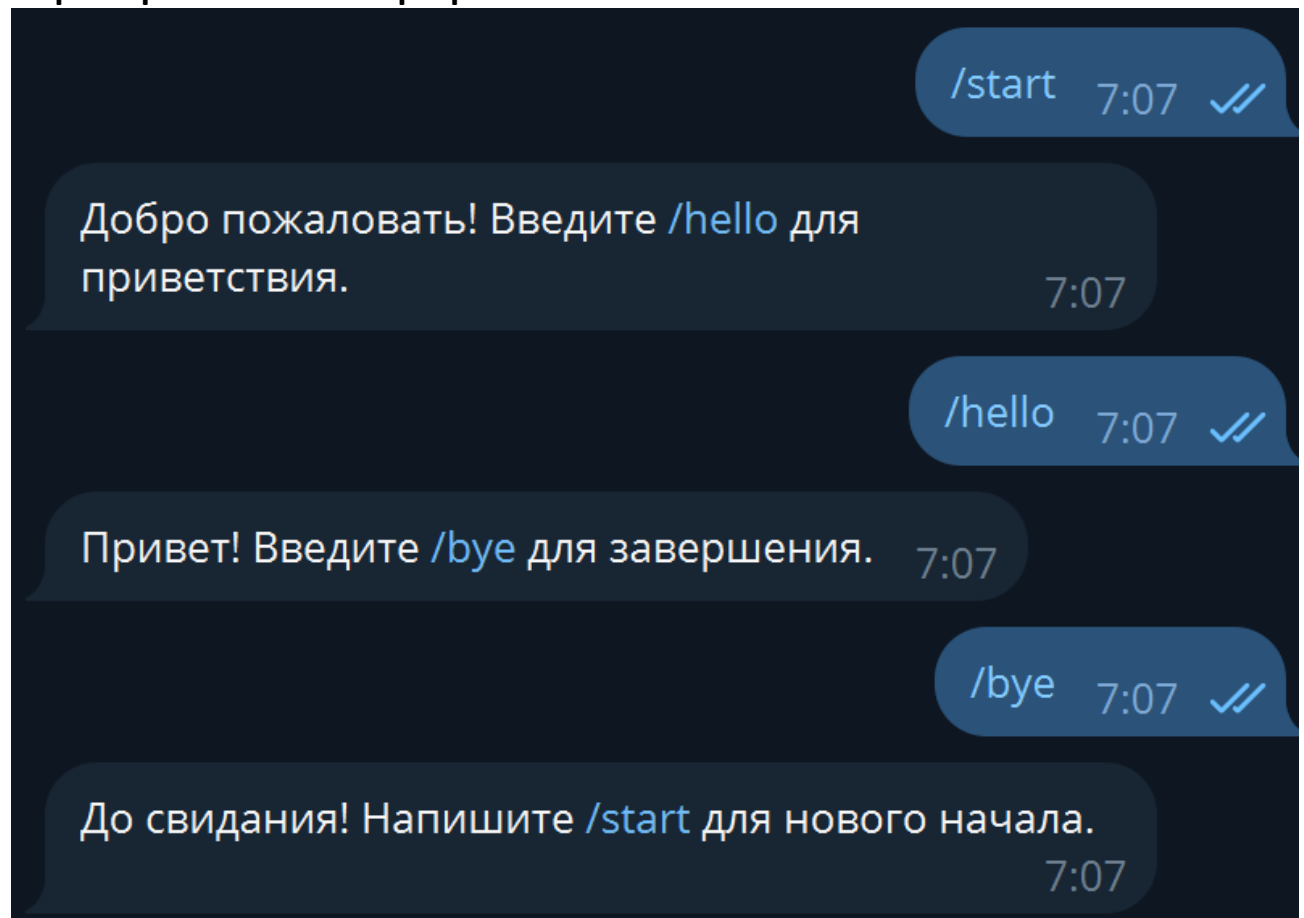 /start 7:07
Добро пожаловать! Введите /hello для
приветствия. 7:07
/hello 7:07
Привет! Введите /bye для завершения. 7:07
/bye 7:07
До свидания! Напишите /start для нового начала.
7:07